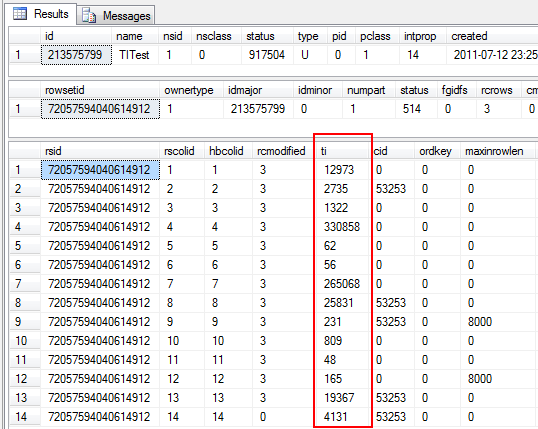 Results Messages
id name nsid nsclass status type pid pclass intprop created
1 213575799 TITest 1 0 917504 U 0 1 14 2011-07-12 23:25
rowsetid ownertype idmajor idminor numpart status fgidfs rcrows cm
1 72057594040614912 1 213575799 0 1 514 0 3 0
rsid rscolid hbcolid rcmodified ti cid ordkey maxinrowlen
1 72057594040614912 1 1 3 12973 0 0 0
2 72057594040614912 2 2 3 2735 53253 0 0
3 72057594040614912 3 3 3 1322 0 0 0
4 72057594040614912 4 4 3 330858 0 0 0
5 72057594040614912 5 5 3 62 0 0 0
6 72057594040614912 6 6 3 56 0 0 0
7 72057594040614912 7 7 3 265068 0 0 0
8 72057594040614912 8 8 3 25831 53253 0 0
9 72057594040614912 9 9 3 231 53253 0 8000
10 72057594040614912 10 10 3 809 0 0 0
11 72057594040614912 11 11 3 48 0 0 0
12 72057594040614912 12 12 3 165 0 0 8000
13 72057594040614912 13 13 3 19367 53253 0 0
14 72057594040614912 14 14 0 4131 53253 0 0